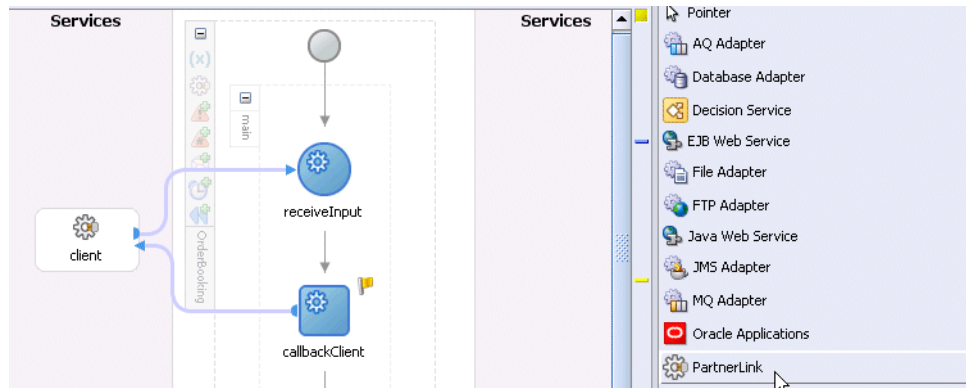 Services
(x)
main
OrderBooking
client
receiveInput
callbackClient
Services
Pointer
AQ Adapter
Database Adapter
Decision Service
EJB Web Service
File Adapter
FTP Adapter
Java Web Service
JMS Adapter
MQ Adapter
Oracle Applications
PartnerLink